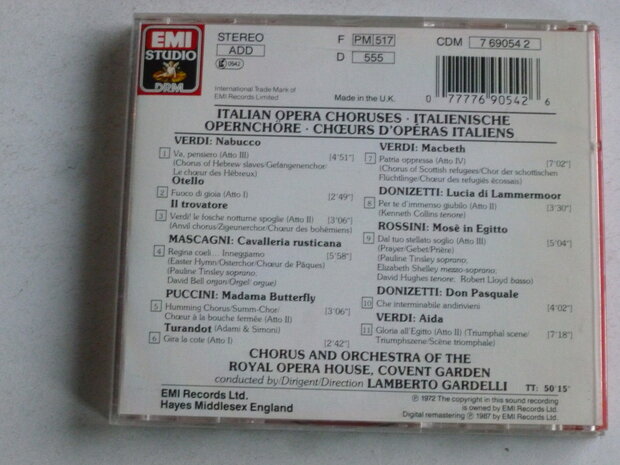 EMI
STUDIO
DRM
STEREO
ADD
0542
International Trade Mark of
EMI Records Limited
F PM 517
D 555
CDM 7 69054 2
Made in the U.K.
0 77776 90542 6
ITALIAN OPERA CHORUSES · ITALIENISCHE
OPERNCHÖRE · CHŒURS D'OPÉRAS ITALIENS
VERDI: Nabucco
1 Va, pensiero (Atto III) [4'51"]
(Chorus of Hebrew slaves/Gefangenenchor/
Le chœur des Hébreux)
Otello
2 Fuoco di gioia (Atto I) [2'49"]
Il trovatore
3 Verdi! le fosche notturne spoglie (Atto II) [3'06"]
(Anvil chorus/Zigeunerchor/Chœur des bohémiens)
MASCAGNI: Cavalleria rusticana
4 Regina coeli... Inneggiamo [5'58"]
(Easter Hymn/Osterchor/Chœur de Pâques)
(Pauline Tinsley soprano,
David Bell organ/Orgel orgue)
PUCCINI: Madama Butterfly
5 Humming Chorus/Summ-Chor/ [3'06"]
Chœur à la bouche fermée (Atto II)
Turandot (Adami & Simoni)
6 Gira la cote (Atto I) [2'42"]
VERDI: Macbeth
7 Patria oppressa (Atto IV) [7'02"]
(Chorus of Scottish refugees/Chor der schottischen
Flüchtlinge/Chœur des refugiés écossais)
DONIZETTI: Lucia di Lammermoor
8 Per te d'immenso giubilo (Atto II) [3'30"]
(Kenneth Collins tenore)
ROSSINI: Mosè in Egitto
9 Dal tuo stellato soglio (Atto III) [5'04"]
(Prayer/Gebet/Prière)
(Pauline Tinsley soprano,
Elizabeth Shelley mezzo-soprano;
David Hughes tenore; Robert Lloyd basso)
DONIZETTI: Don Pasquale
10 Che interminabile andirivieni [4'02"]
VERDI: Aida
11 Gloria all'Egitto (Atto II) (Triumphal scene/ [7'18"]
Triumphszene/Scène triomphale)
CHORUS AND ORCHESTRA OF THE
ROYAL OPERA HOUSE, COVENT GARDEN
conducted by/Dirigent/Direction LAMBERTO GARDELLI TT: 50'15"
EMI Records Ltd.
Hayes Middlesex England
℗ 1972 The copyright in this sound recording
is owned by EMI Records Ltd.
Digital remastering ℗ 1987 by EMI Records Ltd.